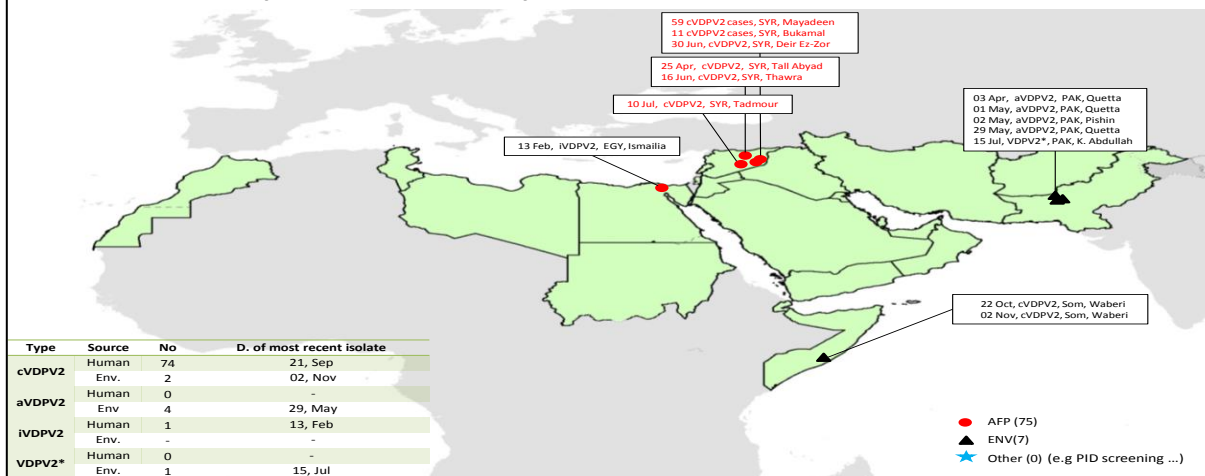 59 cVDPV2 cases, SYR, Mayadeen
11 cVDPV2 cases, SYR, Bukamal
30 Jun, cVDPV2, SYR, Deir Ez-Zor
25 Apr, cVDPV2, SYR, Tall Abyad
16 Jun, cVDPV2, SYR, Thawra
10 Jul, cVDPV2, SYR, Tadmour
13 Feb, iVDPV2, EGY, Ismailia
03 Apr, aVDPV2, PAK, Quetta
01 May, aVDPV2, PAK, Quetta
02 May, aVDPV2, PAK, Pishin
29 May, aVDPV2, PAK, Quetta
15 Jul, VDPV2*, PAK, K. Abdullah
22 Oct, cVDPV2, Som, Waberi
02 Nov, cVDPV2, Som, Waberi
Type Source No D. of most recent isolate
cVDPV2 Human 74 21, Sep
Env. 2 02, Nov
aVDPV2 Human 0 -
Env 4 29, May
iVDPV2 Human 1 13, Feb
Env. - -
VDPV2* Human 0 -
Env. 1 15, Jul
AFP (75)
ENV(7)
Other (0) (e.g PID screening ...)